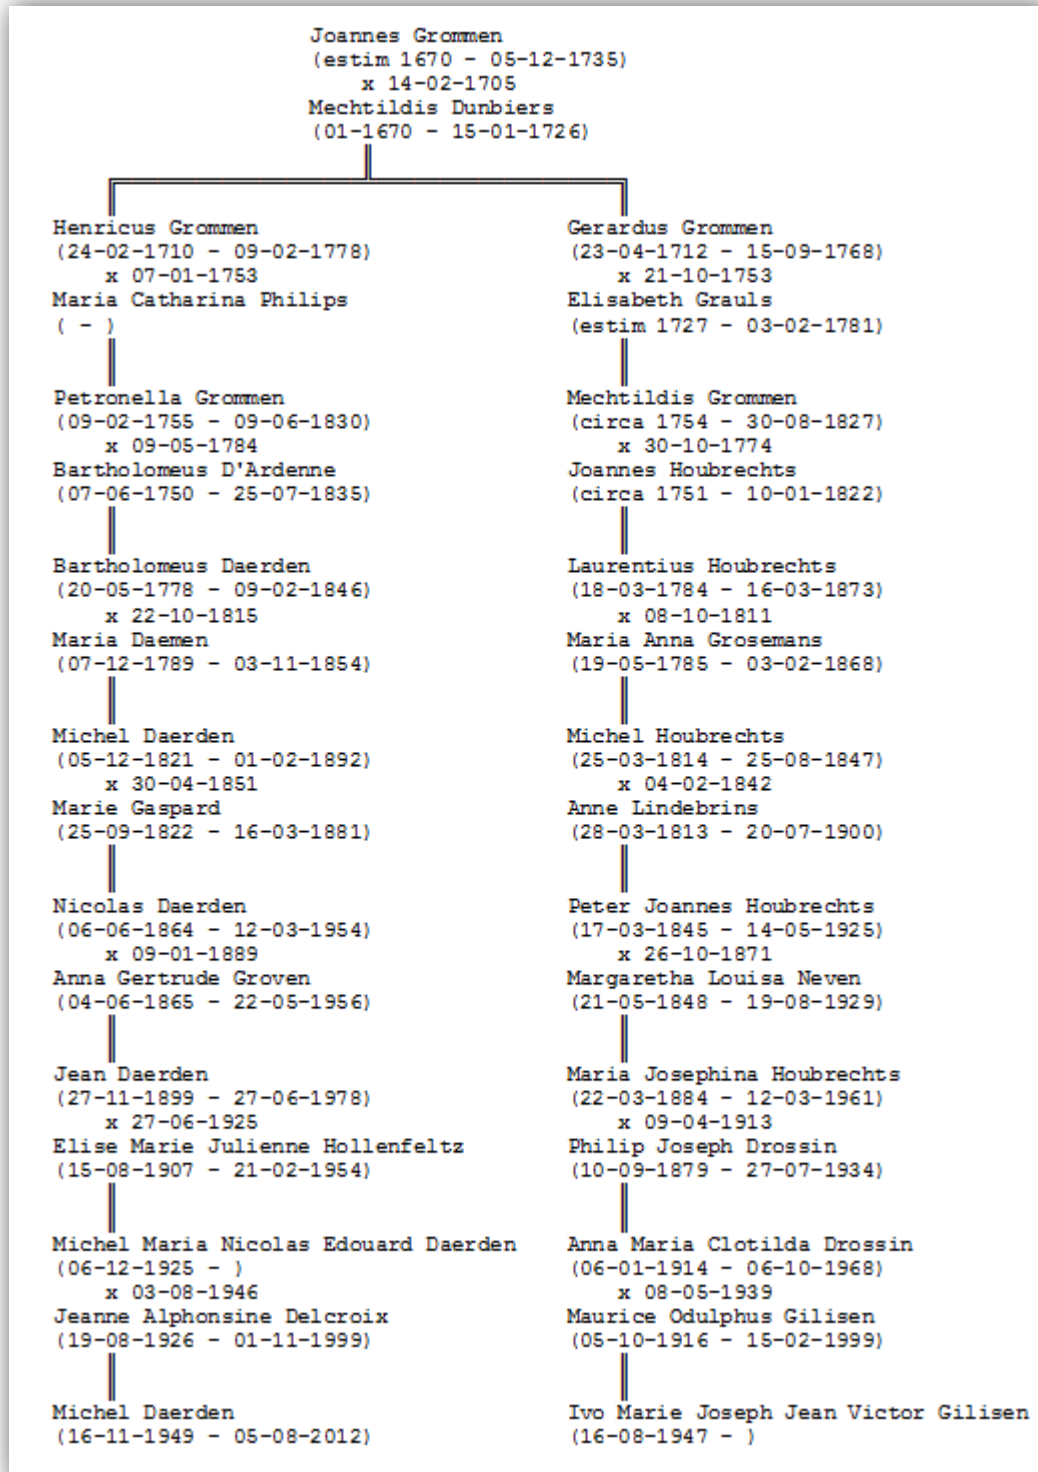 Joannes Grommen
(estim 1670 - 05-12-1735)
x 14-02-1705
Mechtildis Dunbiers
(01-1670 - 15-01-1726)
Henricus Grommen
(24-02-1710 - 09-02-1778)
x 07-01-1753
Maria Catharina Philips
( - )
Petronella Grommen
(09-02-1755 - 09-06-1830)
x 09-05-1784
Bartholomeus D'Ardenne
(07-06-1750 - 25-07-1835)
Bartholomeus Daerden
(20-05-1778 - 09-02-1846)
x 22-10-1815
Maria Daemen
(07-12-1789 - 03-11-1854)
Michel Daerden
(05-12-1821 - 01-02-1892)
x 30-04-1851
Marie Gaspard
(25-09-1822 - 16-03-1881)
Nicolas Daerden
(06-06-1864 - 12-03-1954)
x 09-01-1889
Anna Gertrude Groven
(04-06-1865 - 22-05-1956)
Jean Daerden
(27-11-1899 - 27-06-1978)
x 27-06-1925
Elise Marie Julienne Hollenfeltz
(15-08-1907 - 21-02-1954)
Michel Maria Nicolas Edouard Daerden
(06-12-1925 - )
x 03-08-1946
Jeanne Alphonsine Delcroix
(19-08-1926 - 01-11-1999)
Michel Daerden
(16-11-1949 - 05-08-2012)
Gerardus Grommen
(23-04-1712 - 15-09-1768)
x 21-10-1753
Elisabeth Grauls
(estim 1727 - 03-02-1781)
Mechtildis Grommen
(circa 1754 - 30-08-1827)
x 30-10-1774
Joannes Houbrechts
(circa 1751 - 10-01-1822)
Laurentius Houbrechts
(18-03-1784 - 16-03-1873)
x 08-10-1811
Maria Anna Grosemans
(19-05-1785 - 03-02-1868)
Michel Houbrechts
(25-03-1814 - 25-08-1847)
x 04-02-1842
Anne Lindebrins
(28-03-1813 - 20-07-1900)
Peter Joannes Houbrechts
(17-03-1845 - 14-05-1925)
x 26-10-1871
Margaretha Louisa Neven
(21-05-1848 - 19-08-1929)
Maria Josephina Houbrechts
(22-03-1884 - 12-03-1961)
x 09-04-1913
Philip Joseph Drossin
(10-09-1879 - 27-07-1934)
Anna Maria Clotilda Drossin
(06-01-1914 - 06-10-1968)
x 08-05-1939
Maurice Odulphus Gilisen
(05-10-1916 - 15-02-1999)
Ivo Marie Joseph Jean Victor Gilisen
(16-08-1947 - )